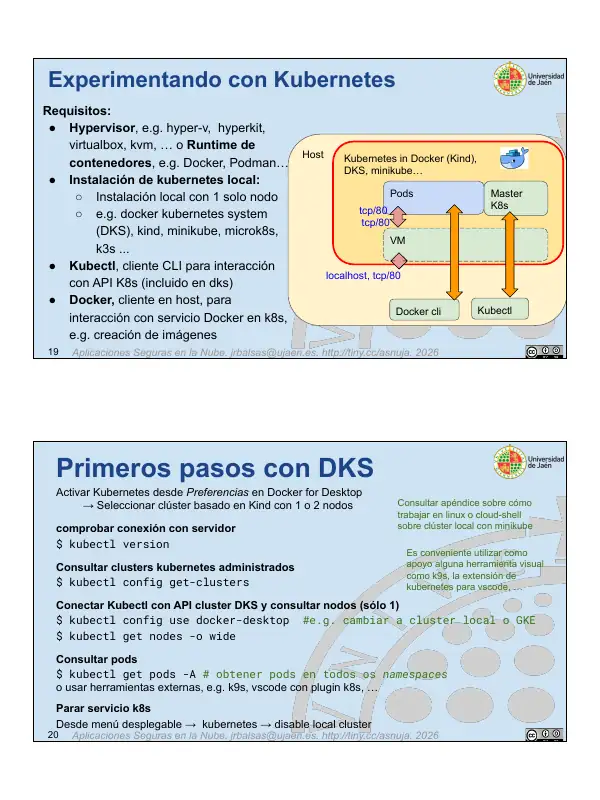 Experimentando con Kubernetes
Universidad
de Jaén
Requisitos:
● Hypervisor, e.g. hyper-v, hyperkit,
virtualbox, kvm, … o Runtime de
contenedores, e.g. Docker, Podman…
● Instalación de kubernetes local:
○ Instalación local con 1 solo nodo
○ e.g. docker kubernetes system
(DKS), kind, minikube, microk8s,
k3s ...
● Kubectl, cliente CLI para interacción
con API K8s (incluido en dks)
● Docker, cliente en host, para
interacción con servicio Docker en k8s,
e.g. creación de imágenes
Host
Kubernetes in Docker (Kind),
DKS, minikube…
Pods
Master
K8s
tcp/80
tcp/80
VM
localhost, tcp/80
Docker cli
Kubectl
19 Aplicaciones Seguras en la Nube. jrbalsas@ujaen.es. http://tiny.cc/asnuja. 2026
Primeros pasos con DKS
Universidad
de Jaén
Activar Kubernetes desde Preferencias en Docker for Desktop
→ Seleccionar clúster basado en Kind con 1 o 2 nodos
Consultar apéndice sobre cómo
trabajar en linux o cloud-shell
sobre clúster local con minikube
Es conveniente utilizar como
apoyo alguna herramienta visual
como k9s, la extensión de
kubernetes para vscode, …
comprobar conexión con servidor
$ kubectl version
Consultar clusters kubernetes administrados
$ kubectl config get-clusters
Conectar Kubectl con API cluster DKS y consultar nodos (sólo 1)
$ kubectl config use docker-desktop #e.g. cambiar a cluster local o GKE
$ kubectl get nodes -o wide
Consultar pods
$ kubectl get pods -A # obtener pods en todos os namespaces
o usar herramientas externas, e.g. k9s, vscode con plugin k8s, …
Parar servicio k8s
Desde menú desplegable → kubernetes → disable local cluster
20 Aplicaciones Seguras en la Nube. jrbalsas@ujaen.es. http://tiny.cc/asnuja. 2026